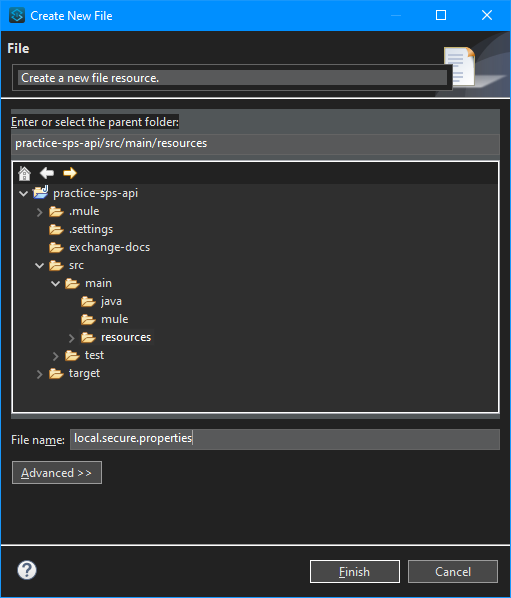 Create New File
File
Create a new file resource.
Enter or select the parent folder:
practice-sps-api/src/main/resources
practice-sps-api
.mule
.settings
exchange-docs
src
main
java
mule
resources
test
target
File name: local.secure.properties
Advanced >>
? Finish Cancel